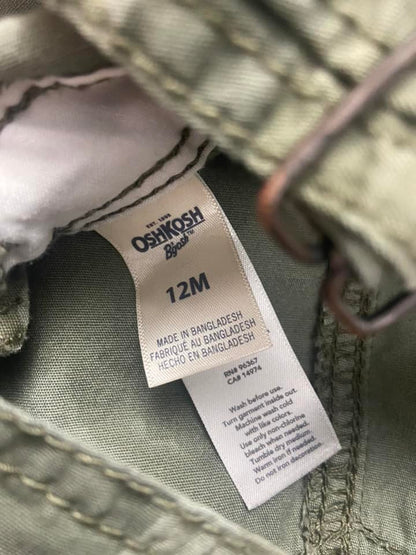 EST. 1895
OSHKOSH
B'gosh™
12M
MADE IN BANGLADESH
FABRIQUÉ AU BANGLADESH
HECHO EN BANGLADESH
RN# 96367
CA# 14974
Wash before use.
Turn garment inside out.
Machine wash cold
with like colors.
Use only non-chlorine
bleach when needed.
Tumble dry medium.
Warm iron if needed.
Do not iron decoration.